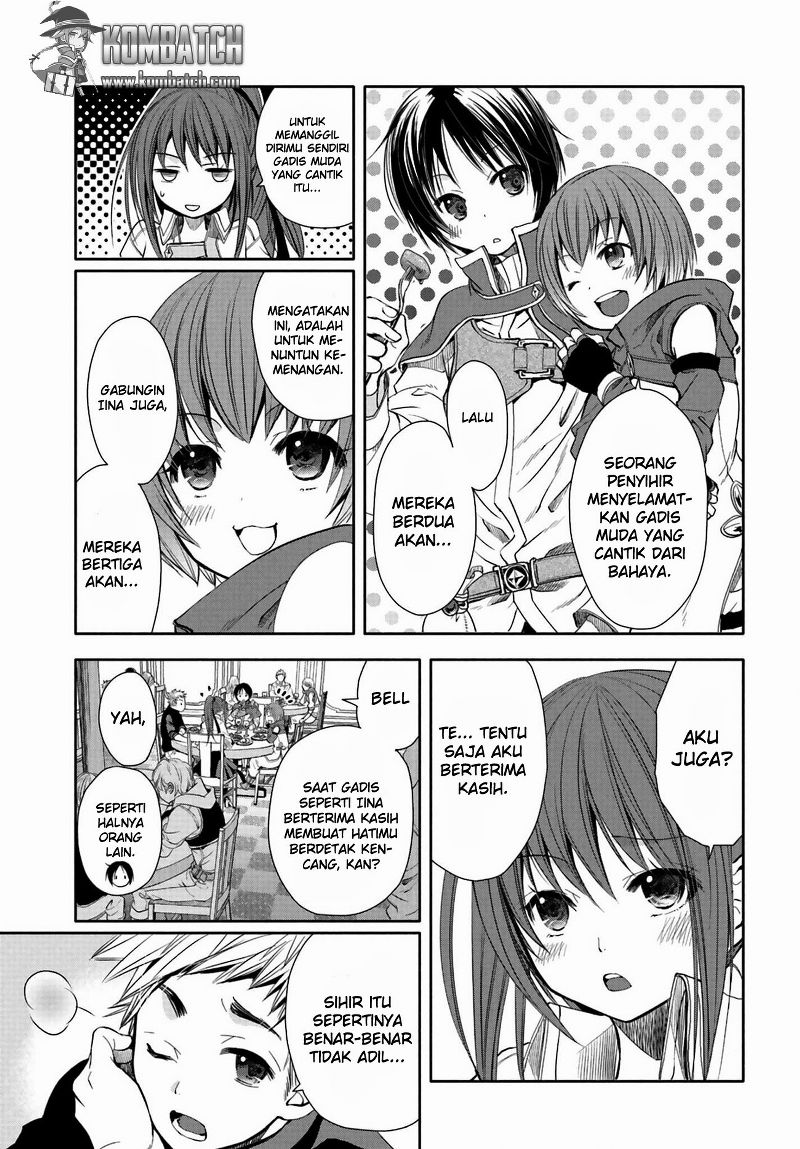 KOMBATCH
www.kombatch.com
SEORANG
PENYIHIR
MENYELAMAT-
KAN GADIS
MUDA YANG
CANTIK DARI
BAHAYA.
LALU
MEREKA
BERDUA
AKAN...
UNTUK
MEMANGGIL
DIRIMU SENDIRI
GADIS MUDA
YANG CANTIK
ITU...
MENGATAKAN
INI, ADALAH
UNTUK ME-
NUNTUN KE-
MENANGAN.
GABUNGIN
IINA JUGA,
MEREKA
BERTIGA
AKAN...
AKU
JUGA?
TE... TENTU
SAJA AKU
BERTERIMA
KASIH.
BELL
SAAT GADIS
SEPERTI IINA
BERTERIMA KASIH
MEMBUAT HATIMU
BERDETAK KEN-
CANG, KAN?
YAH,
SEPERTI
HALNYA
ORANG
LAIN.
SIHIR ITU
SEPERTINYA
BENAR-BENAR
TIDAK ADIL...